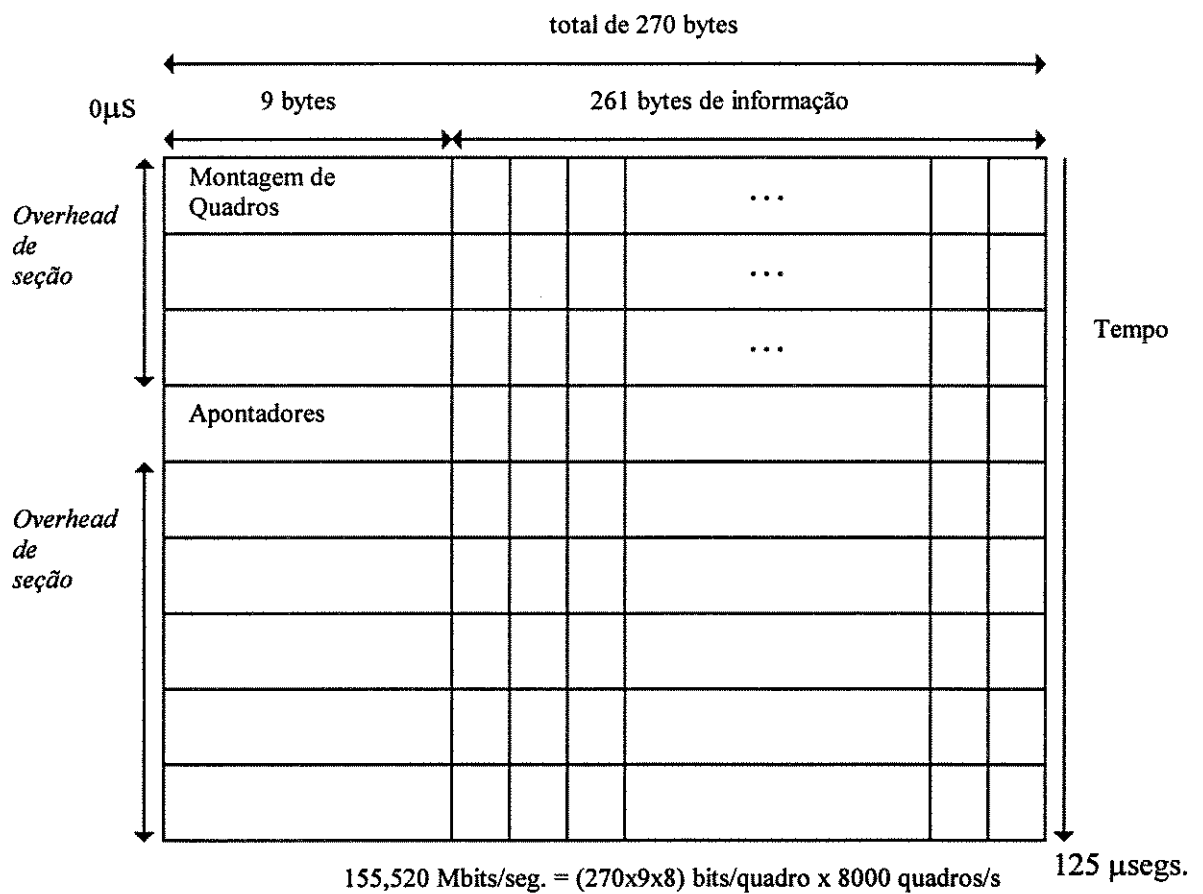 total de 270 bytes
0µS
9 bytes
261 bytes de informação
Montagem de
Quadros
...
Overhead
de
seção
...
...
Tempo
Apontadores
Overhead
de
seção
125 µsegs.
155,520 Mbits/seg. = (270x9x8) bits/quadro x 8000 quadros/s